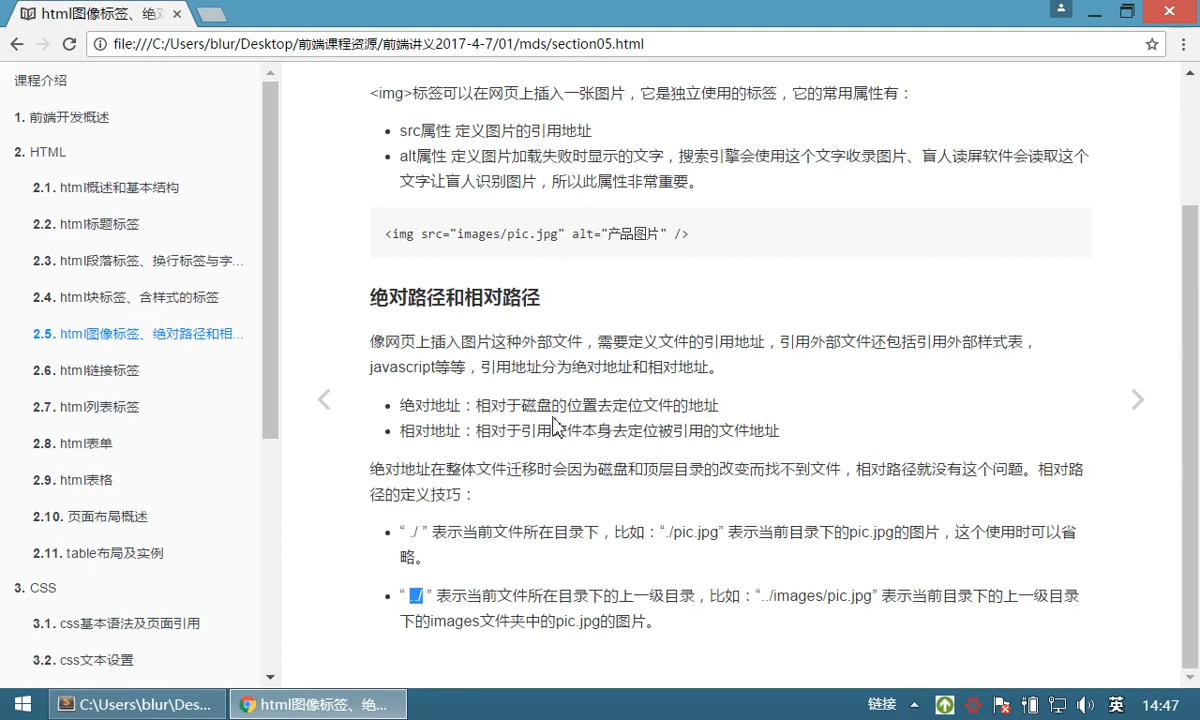 html图像标签、绝
file:///C:/Users/blur/Desktop/前端课程资源/前端讲义2017-4-7/01/mds/section05.html
课程介绍
1. 前端开发概述
2. HTML
2.1. html概述和基本结构
2.2. html标题标签
2.3. html段落标签、换行标签与字...
2.4. html块标签、含样式的标签
2.5. html图像标签、绝对路径和相...
2.6. html链接标签
2.7. html列表标签
2.8. html表单
2.9. html表格
2.10. 页面布局概述
2.11. table布局及实例
3. CSS
3.1. css基本语法及页面引用
3.2. css文本设置
<img>标签可以在网页上插入一张图片，它是独立使用的标签，它的常用属性有：
src属性 定义图片的引用地址
alt属性 定义图片加载失败时显示的文字，搜索引擎会使用这个文字收录图片、盲人读屏软件会读取这个
文字让盲人识别图片，所以此属性非常重要。
<img src="images/pic.jpg" alt="产品图片" />
绝对路径和相对路径
像网页上插入图片这种外部文件，需要定义文件的引用地址，引用外部文件还包括引用外部样式表，
javascript等等，引用地址分为绝对地址和相对地址。
绝对地址：相对于磁盘的位置去定位文件的地址
相对地址：相对于引用文件本身去定位被引用的文件地址
绝对地址在整体文件迁移时会因为磁盘和顶层目录的改变而找不到文件，相对路径就没有这个问题。相对路
径的定义技巧：
“ ./ ” 表示当前文件所在目录下，比如：“./pic.jpg” 表示当前目录下的pic.jpg的图片，这个使用时可以省
略。
“ ../ ” 表示当前文件所在目录下的上一级目录，比如：“../images/pic.jpg” 表示当前目录下的上一级目录
下的images文件夹中的pic.jpg的图片。
C:\Users\blur\Des...
html图像标签、绝...
链接
英
14:47